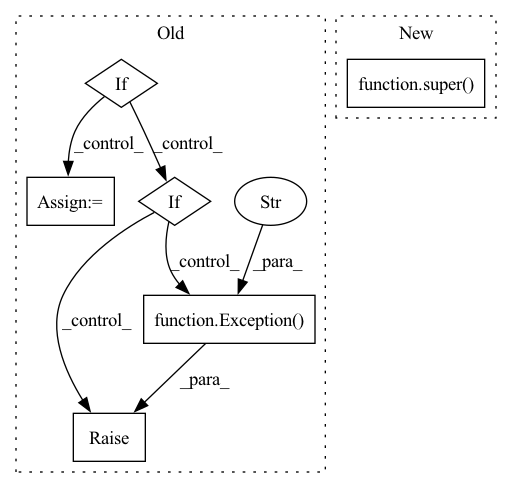 Old
New
If
function.super()
_control_
_control_
Assign:=
If
Str
_control_
_para_
_control_
function.Exception()
_para_
Raise